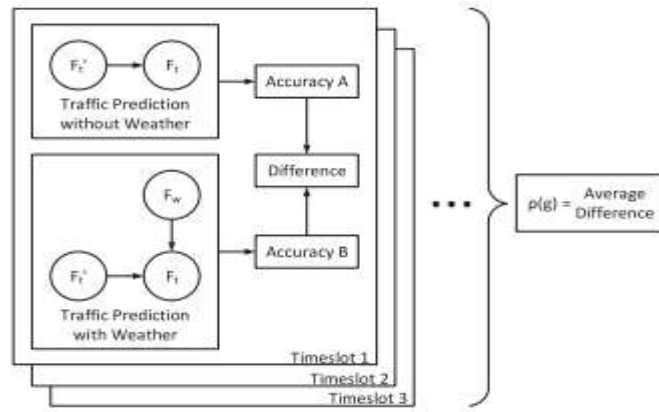 Fₜ' Fₜ
Traffic Prediction
without Weather
Accuracy A
Difference
F_w
Fₜ' Fₜ
Accuracy B
Traffic Prediction
with Weather
Timeslot 1
Timeslot 2
Timeslot 3
•••
ρ(g) = Average
Difference